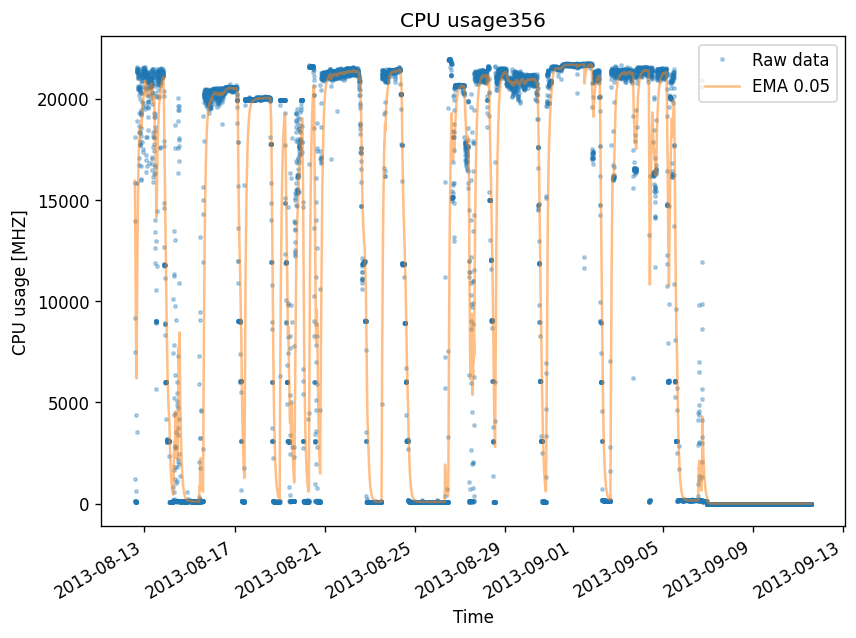 CPU usage356
Raw data
EMA 0.05
CPU usage [MHZ]
20000
15000
10000
5000
0
2013-08-13
2013-08-17
2013-08-21
2013-08-25
2013-08-29
2013-09-01
2013-09-05
2013-09-09
2013-09-13
Time